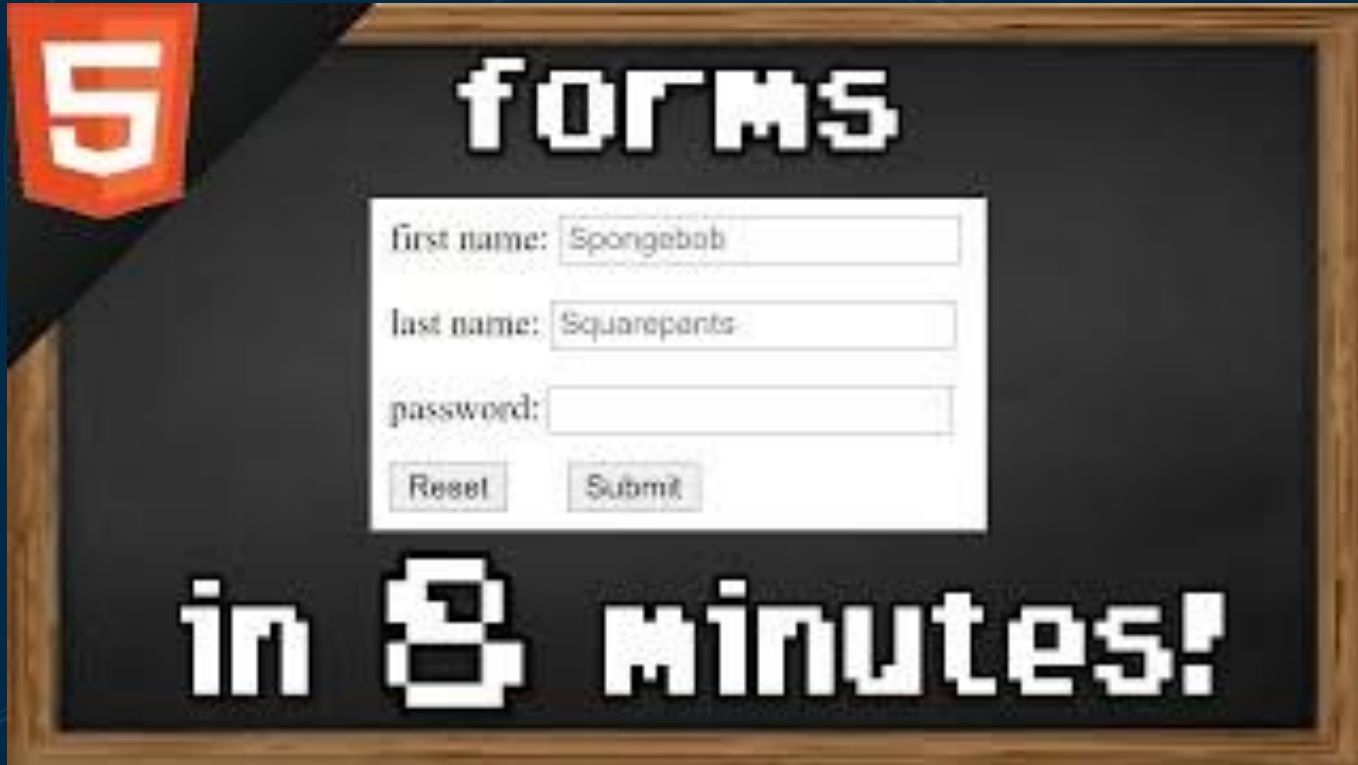 5
forms
first name: Spongebob
last name: Squarepants
password:
Reset Submit
in 8 minutes!